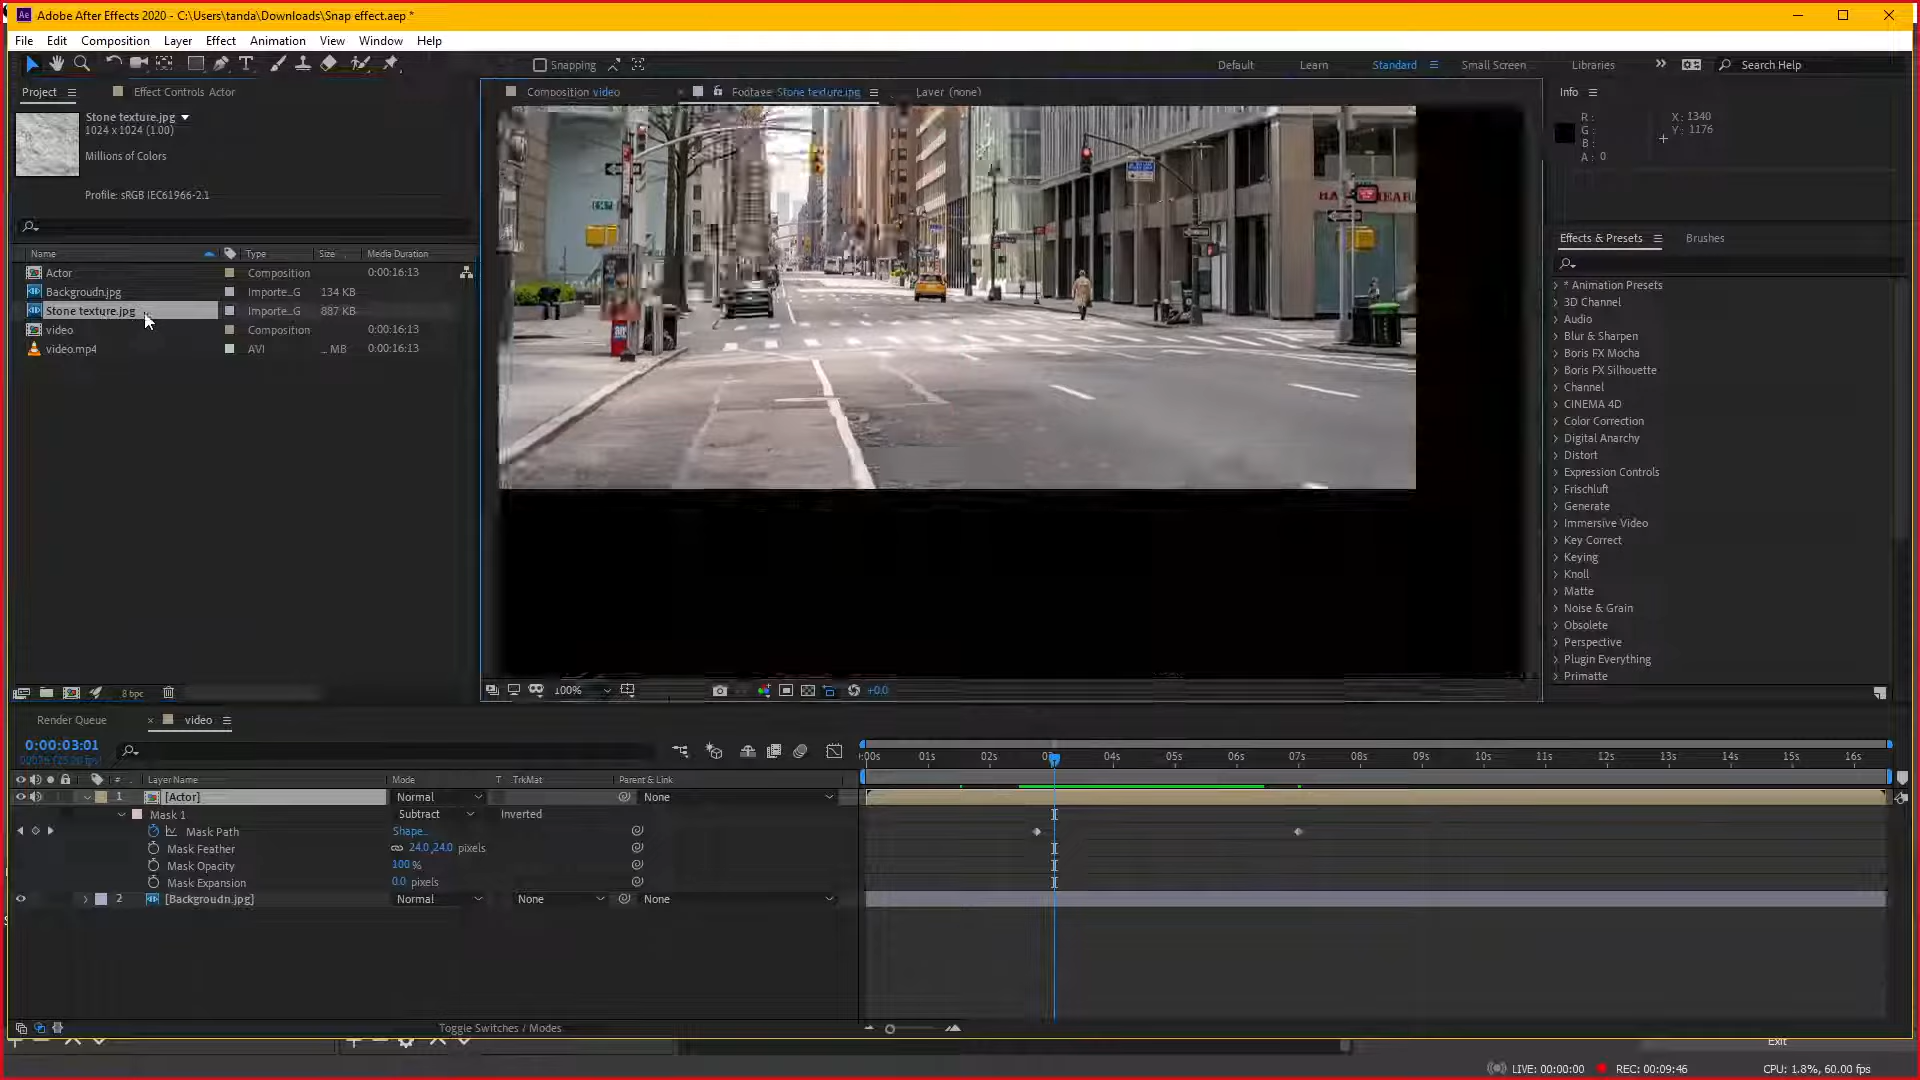 Adobe After Effects 2020 - C:\Users\tanda\Downloads\Snap effect.aep *
File Edit Composition Layer Effect Animation View Window Help
Snapping Default Learn Standard Small Screen Libraries Search Help
Project Effect Controls Actor
Composition video Footage Stone texture.jpg Layer (none)
Info
Stone texture.jpg
1024 x 1024 (1.00)
Millions of Colors
Profile: sRGB IEC61966-2.1
R:
G:
B:
A: 0
X: 1340
Y: 1176
Name Type Size Media Duration
Actor Composition 0:00:16:13
Backgroudn.jpg Importe...G 134 KB
Stone texture.jpg Importe...G 887 KB
video Composition 0:00:16:13
video.mp4 AVI ... MB 0:00:16:13
Effects & Presets Brushes
* Animation Presets
3D Channel
Audio
Blur & Sharpen
Boris FX Mocha
Boris FX Silhouette
Channel
CINEMA 4D
Color Correction
Digital Anarchy
Distort
Expression Controls
Frischluft
Generate
Immersive Video
Key Correct
Keying
Knoll
Matte
Noise & Grain
Obsolete
Perspective
Plugin Everything
Primatte
8 bpc
100% +0.0
Render Queue video
0:00:03:01
:00s 01s 02s 04s 05s 06s 07s 08s 09s 10s 11s 12s 13s 14s 15s 16s
# Layer Name Mode T TrkMat Parent & Link
1 [Actor] Normal None
Mask 1 Subtract Inverted
Mask Path Shape...
Mask Feather 24.0,24.0 pixels
Mask Opacity 100 %
Mask Expansion 0.0 pixels
2 [Backgroudn.jpg] Normal None None
Toggle Switches / Modes
Exit
LIVE: 00:00:00 REC: 00:09:46 CPU: 1.8%, 60.00 fps